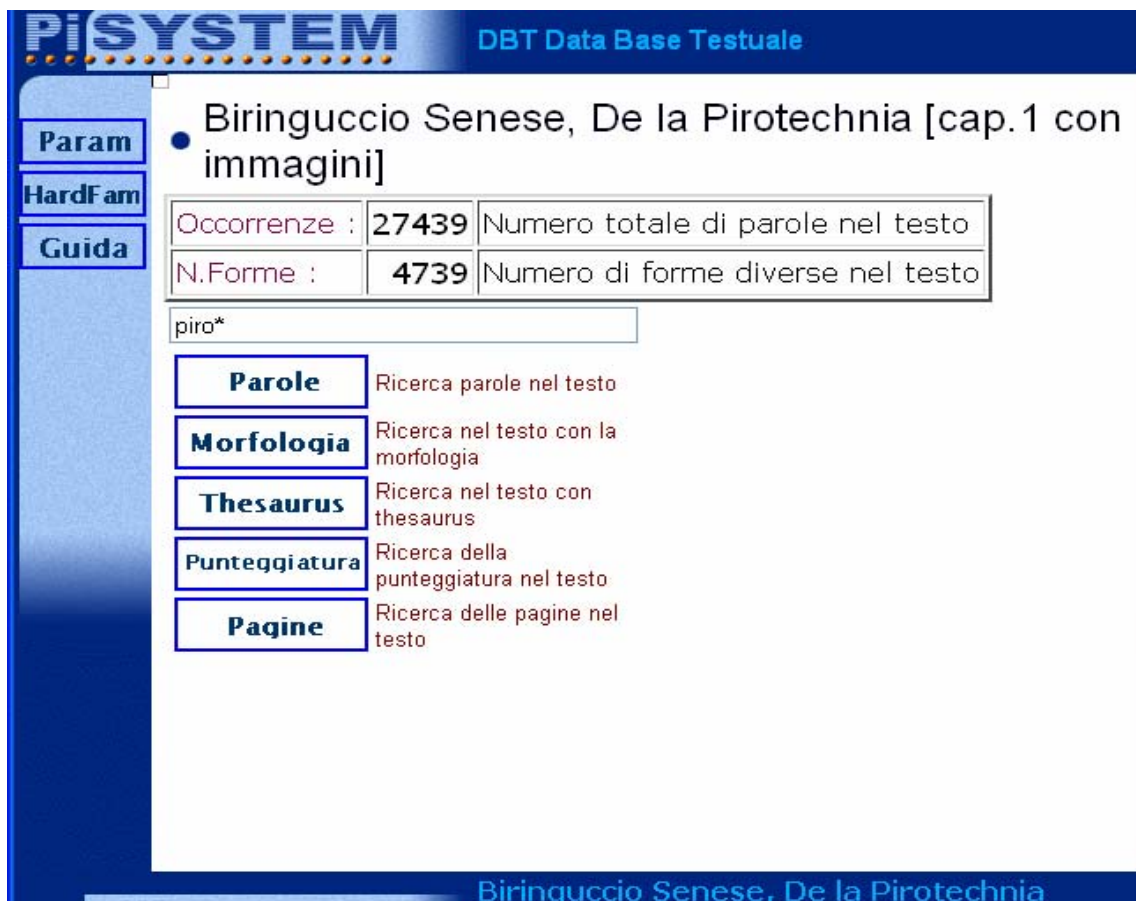 PiSYSTEM
DBT Data Base Testuale
Param
HardFam
Guida
• Biringuccio Senese, De la Pirotechnia [cap.1 con
immagini]
Occorrenze : 27439 Numero totale di parole nel testo
N.Forme : 4739 Numero di forme diverse nel testo
piro*
Parole Ricerca parole nel testo
Morfologia Ricerca nel testo con la
morfologia
Thesaurus Ricerca nel testo con
thesaurus
Punteggiatura Ricerca della
punteggiatura nel testo
Pagine Ricerca delle pagine nel
testo
Biringuccio Senese, De la Pirotechnia